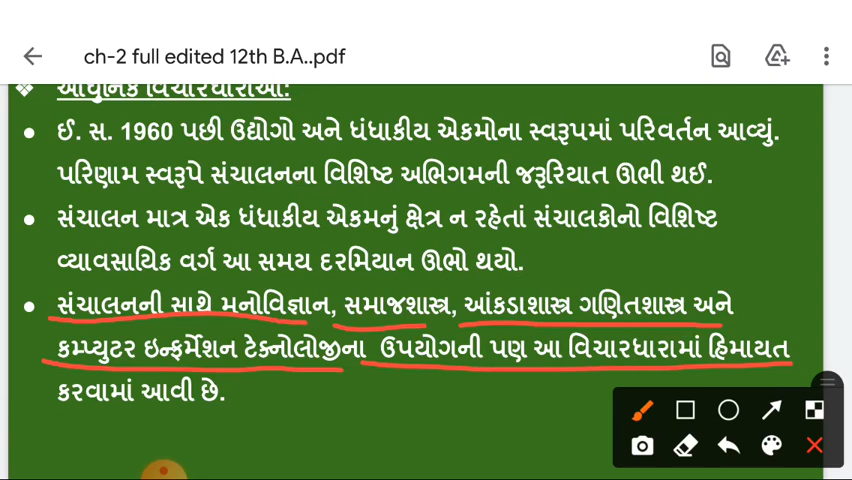 ch-2 full edited 12th B.A..pdf
❖ આધુનિક વિચારધારાઓ:
● ઈ. સ. 1960 પછી ઉદ્યોગો અને ધંધાકીય એકમોના સ્વરૂપમાં પરિવર્તન આવ્યું.
પરિણામ સ્વરૂપે સંચાલનના વિશિષ્ટ અભિગમની જરૂરિયાત ઊભી થઈ.
● સંચાલન માત્ર એક ધંધાકીય એકમનું ક્ષેત્ર ન રહેતાં સંચાલકોનો વિશિષ્ટ
વ્યાવસાયિક વર્ગ આ સમય દરમિયાન ઊભો થયો.
● સંચાલનની સાથે મનોવિજ્ઞાન, સમાજશાસ્ત્ર, આંકડાશાસ્ત્ર ગણિતશાસ્ત્ર અને
કમ્પ્યુટર ઇન્ફર્મેશન ટેક્નોલોજીના ઉપયોગની પણ આ વિચારધારામાં હિમાયત
કરવામાં આવી છે.